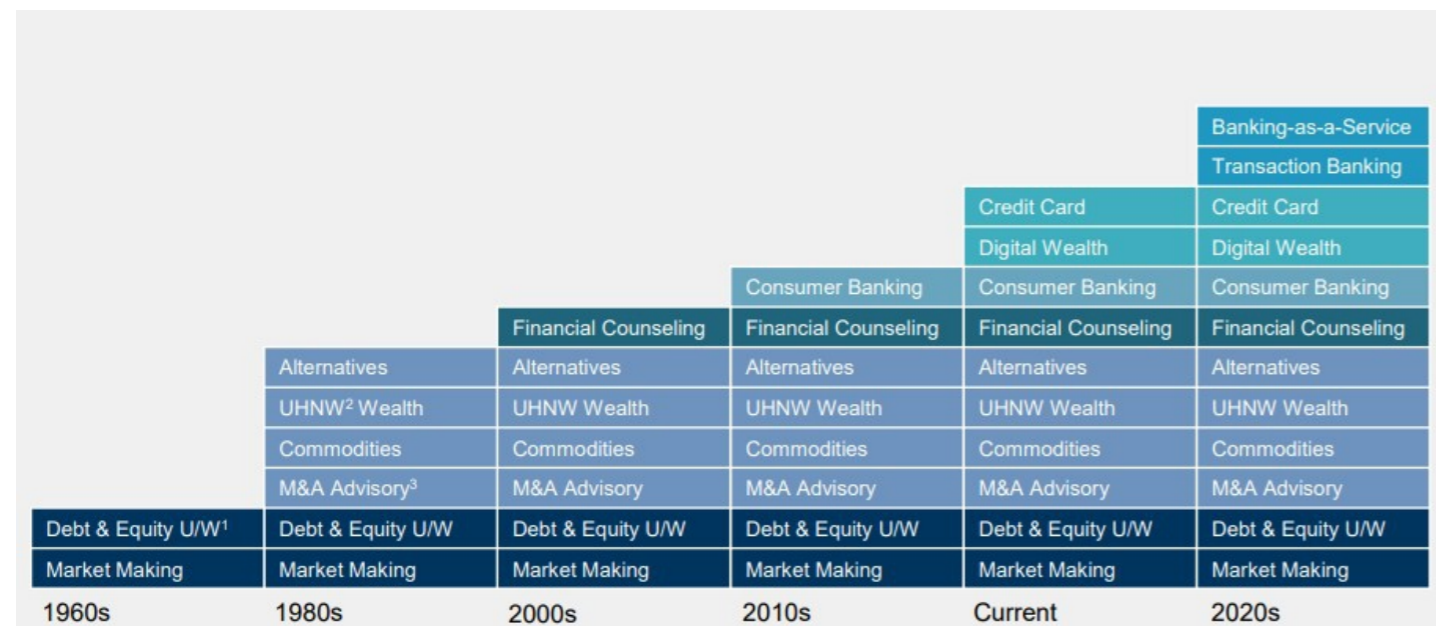 Banking-as-a-Service
Transaction Banking
Credit Card Credit Card
Digital Wealth Digital Wealth
Consumer Banking Consumer Banking Consumer Banking
Financial Counseling Financial Counseling Financial Counseling Financial Counseling
Alternatives Alternatives Alternatives Alternatives Alternatives
UHNW² Wealth UHNW Wealth UHNW Wealth UHNW Wealth UHNW Wealth
Commodities Commodities Commodities Commodities Commodities
M&A Advisory³ M&A Advisory M&A Advisory M&A Advisory M&A Advisory
Debt & Equity U/W¹ Debt & Equity U/W Debt & Equity U/W Debt & Equity U/W Debt & Equity U/W Debt & Equity U/W
Market Making Market Making Market Making Market Making Market Making Market Making
1960s 1980s 2000s 2010s Current 2020s